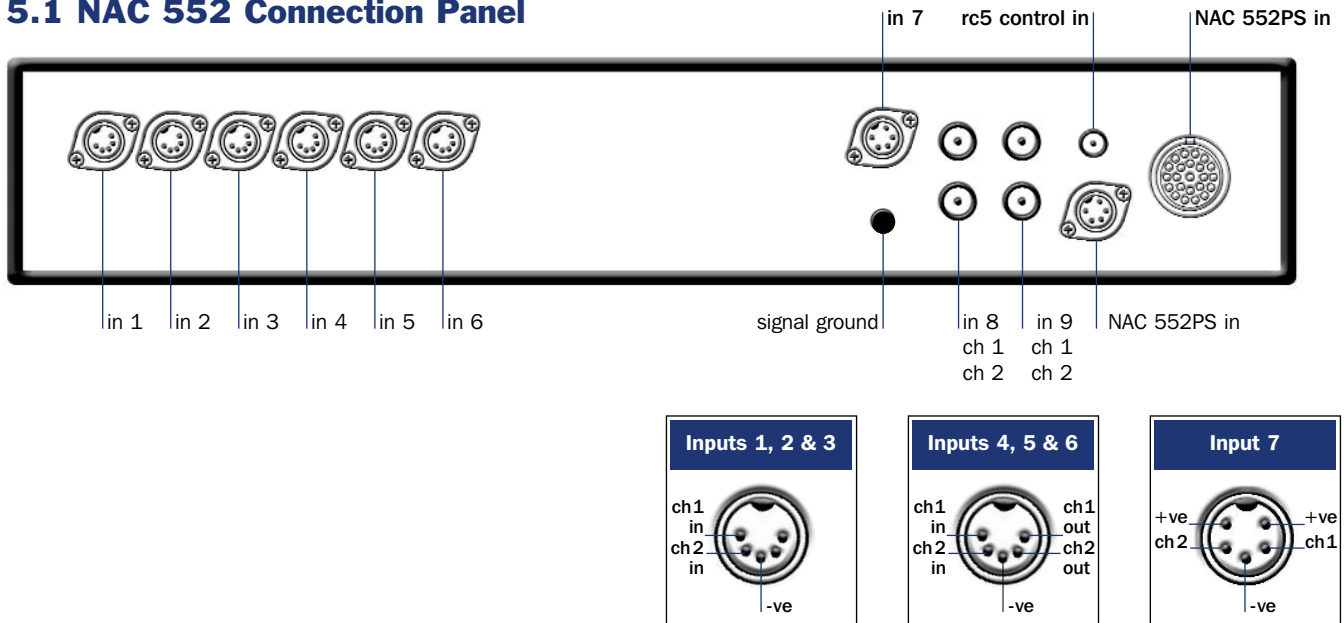 5.1 NAC 552 Connection Panel
in 7 rc5 control in NAC 552PS in
in 1 in 2 in 3 in 4 in 5 in 6 signal ground in 8 in 9 NAC 552PS in
ch 1 ch 1
ch 2 ch 2
Inputs 1, 2 & 3
ch1
in
ch2
in
-ve
Inputs 4, 5 & 6
ch1 ch1
in out
ch2 ch2
in out
-ve
Input 7
+ve +ve
ch2 ch1
-ve